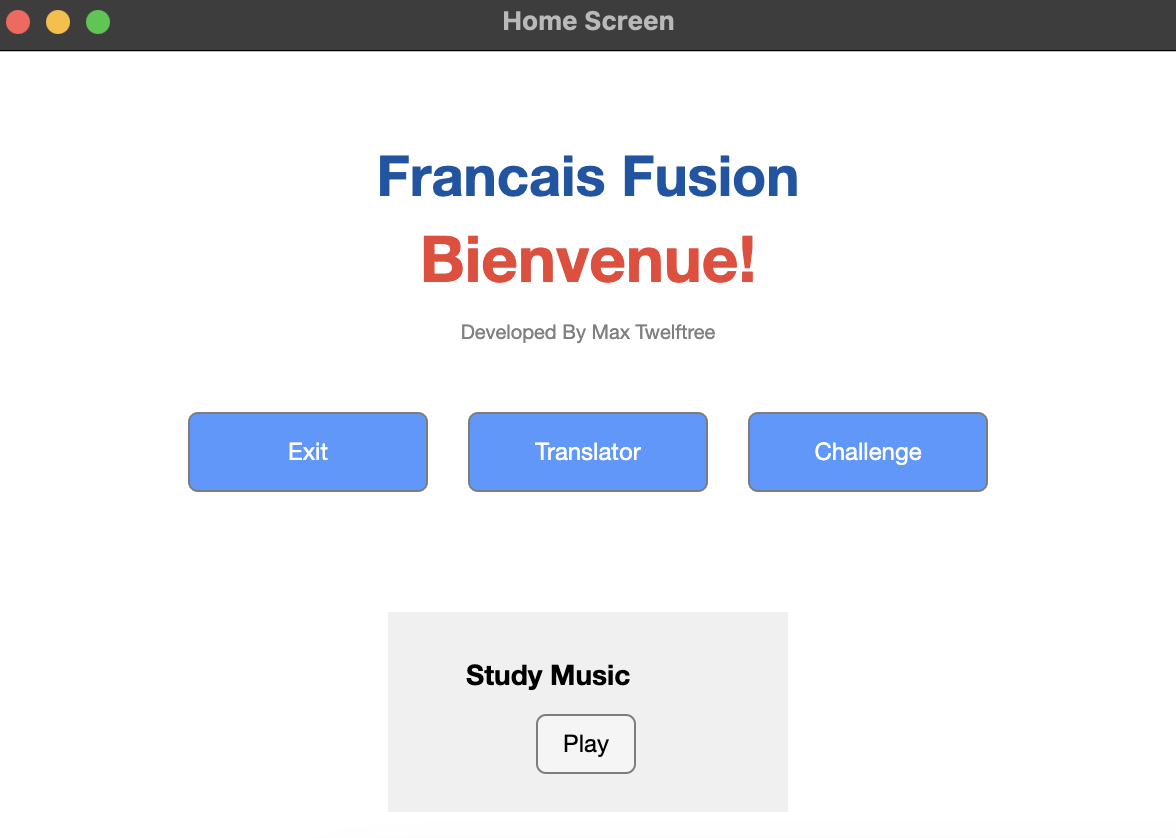 Home Screen
Francais Fusion
Bienvenue!
Developed By Max Twelftree
Exit Translator Challenge
Study Music
Play